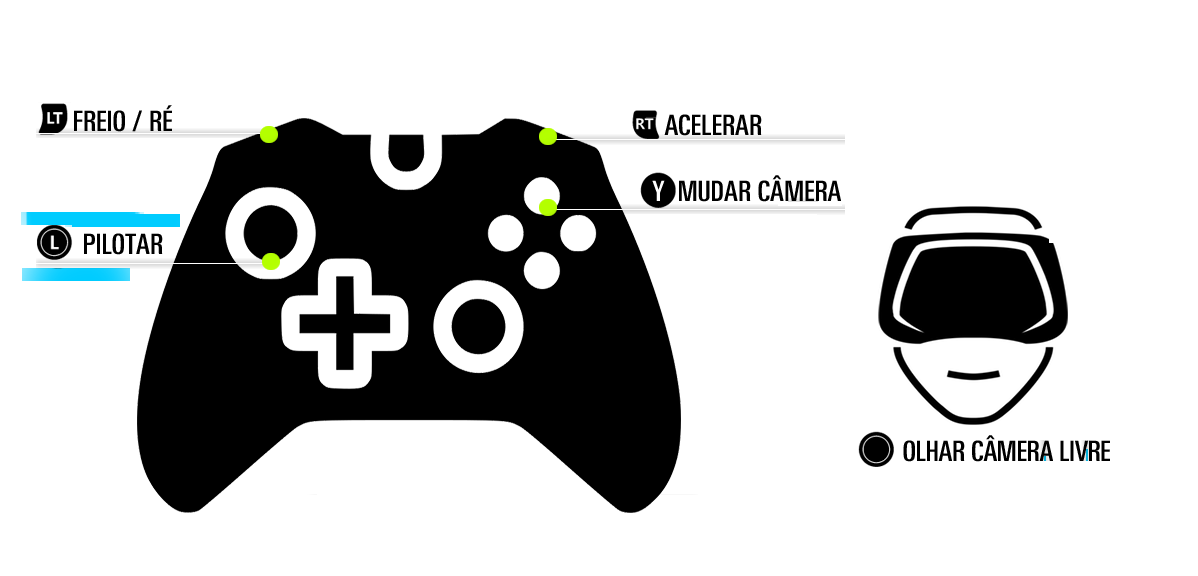 LT FREIO / RÉ
RT ACELERAR
Y MUDAR CÂMERA
L PILOTAR
OLHAR CÂMERA LIVRE